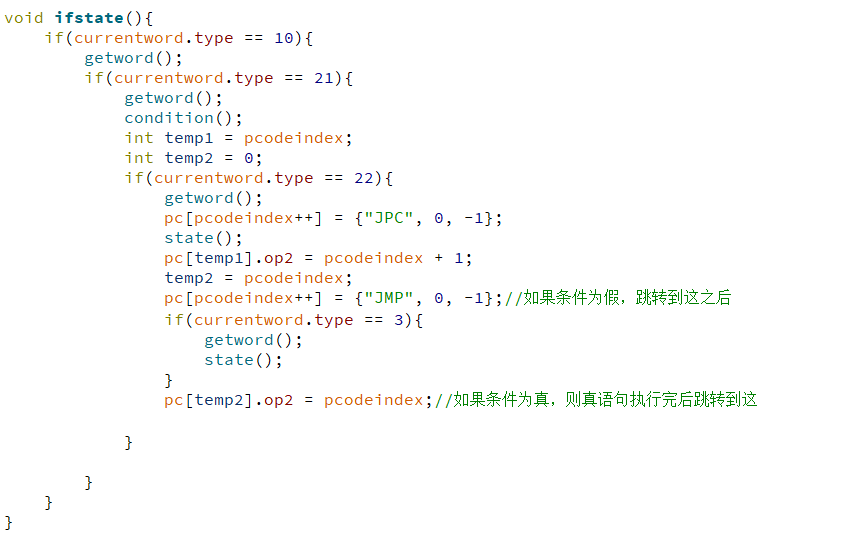 void ifstate(){
    if(currentword.type == 10){
        getword();
        if(currentword.type == 21){
            getword();
            condition();
            int temp1 = pcodeindex;
            int temp2 = 0;
            if(currentword.type == 22){
                getword();
                pc[pcodeindex++] = {"JPC", 0, -1};
                state();
                pc[temp1].op2 = pcodeindex + 1;
                temp2 = pcodeindex;
                pc[pcodeindex++] = {"JMP", 0, -1};//如果条件为假，跳转到这之后
                if(currentword.type == 3){
                    getword();
                    state();
                }
                pc[temp2].op2 = pcodeindex;//如果条件为真，则真语句执行完后跳转到这
            }
        }
    }
}